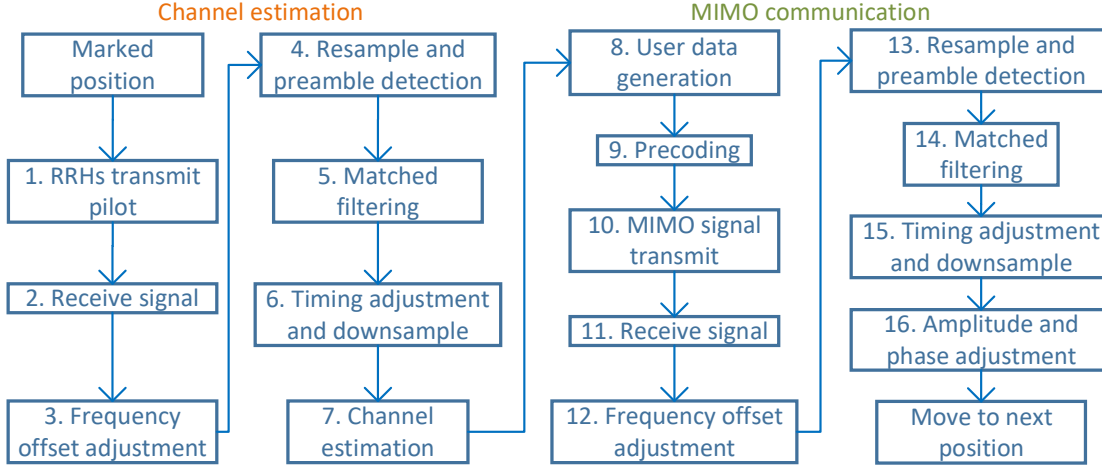 Channel estimation
Marked
position
1. RRHs transmit
pilot
2. Receive signal
3. Frequency
offset adjustment
4. Resample and
preamble detection
5. Matched
filtering
6. Timing adjustment
and downsample
7. Channel
estimation
MIMO communication
8. User data
generation
9. Precoding
10. MIMO signal
transmit
11. Receive signal
12. Frequency offset
adjustment
13. Resample and
preamble detection
14. Matched
filtering
15. Timing adjustment
and downsample
16. Amplitude and
phase adjustment
Move to next
position